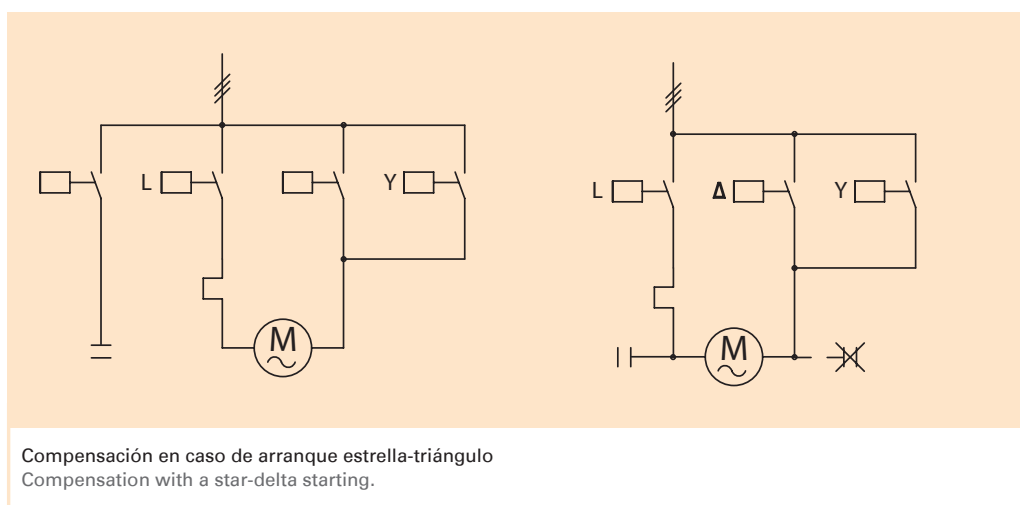 L
Y
M
L
Δ
Y
M
Compensación en caso de arranque estrella-triángulo
Compensation with a star-delta starting.